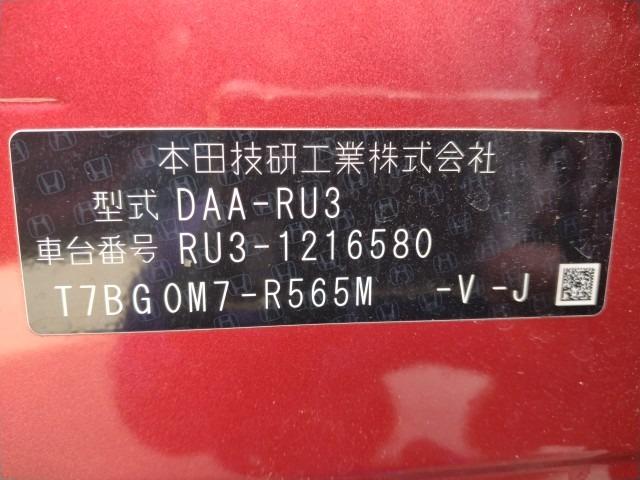 本田技研工業株式会社
型式 DAA-RU3
車台番号 RU3-1216580
T7BG0M7-R565M -V -J